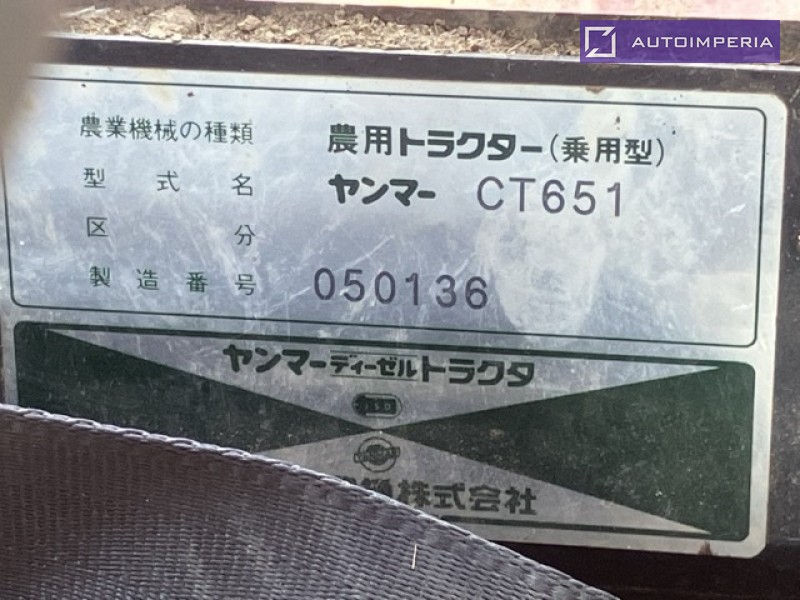 AUTOIMPERIA
農業機械の種類 農用トラクター(乗用型)
型式名 ヤンマー CT651
区分
製造番号 050136
ヤンマーディーゼルトラクタ
株式会社